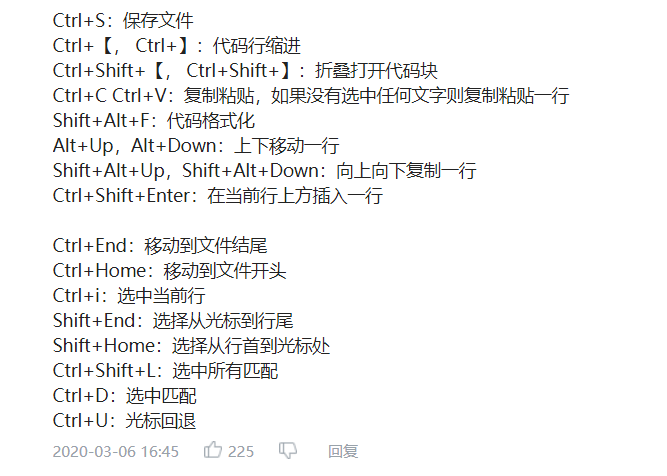 Ctrl+S：保存文件
Ctrl+【， Ctrl+】：代码行缩进
Ctrl+Shift+【， Ctrl+Shift+】：折叠打开代码块
Ctrl+C Ctrl+V：复制粘贴，如果没有选中任何文字则复制粘贴一行
Shift+Alt+F：代码格式化
Alt+Up，Alt+Down：上下移动一行
Shift+Alt+Up，Shift+Alt+Down：向上向下复制一行
Ctrl+Shift+Enter：在当前行上方插入一行
Ctrl+End：移动到文件结尾
Ctrl+Home：移动到文件开头
Ctrl+i：选中当前行
Shift+End：选择从光标到行尾
Shift+Home：选择从行首到光标处
Ctrl+Shift+L：选中所有匹配
Ctrl+D：选中匹配
Ctrl+U：光标回退
2020-03-06 16:45 225 回复